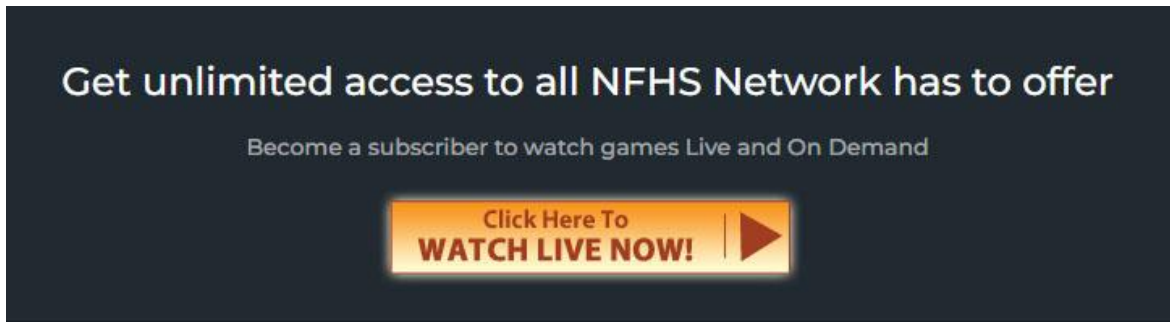 Get unlimited access to all NFHS Network has to offer
Become a subscriber to watch games Live and On Demand
Click Here To
WATCH LIVE NOW!